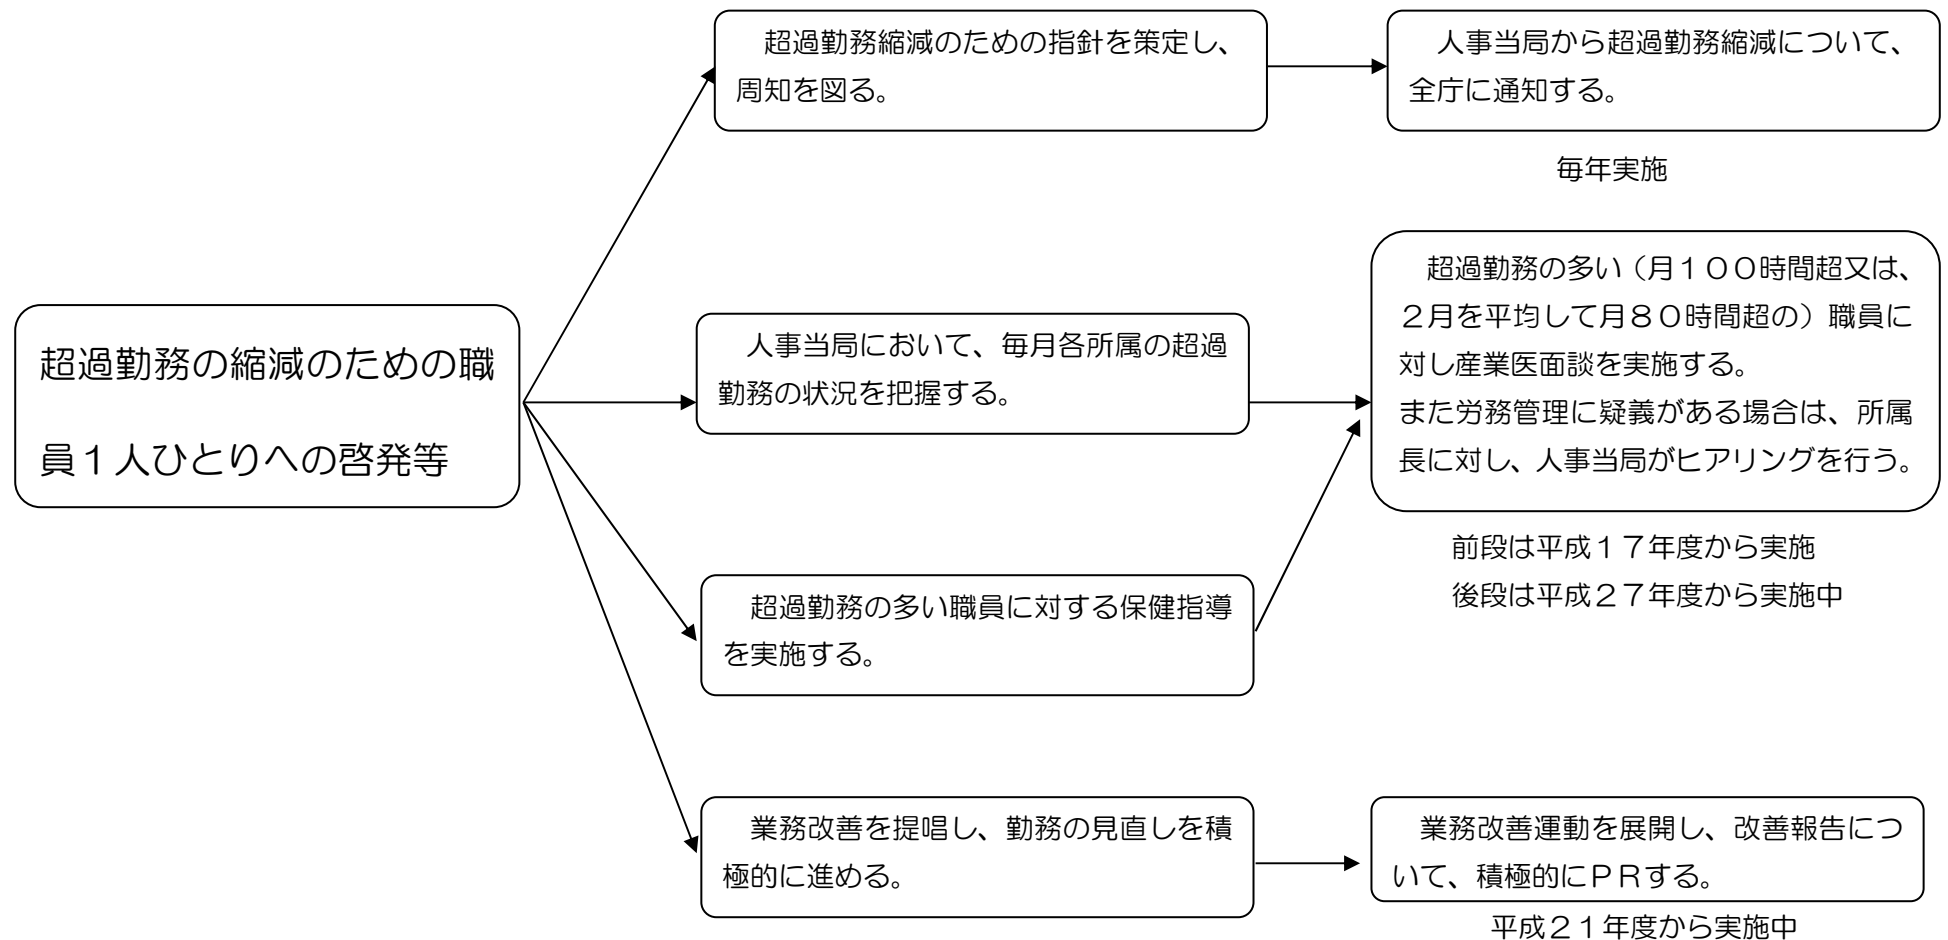 超過勤務の縮減のための職
員１人ひとりへの啓発等
超過勤務縮減のための指針を策定し、
周知を図る。
人事当局から超過勤務縮減について、
全庁に通知する。
毎年実施
人事当局において、毎月各所属の超過
勤務の状況を把握する。
超過勤務の多い（月１００時間超又は、
２月を平均して月８０時間超の）職員に
対し産業医面談を実施する。
また労務管理に疑義がある場合は、所属
長に対し、人事当局がヒアリングを行う。
前段は平成１７年度から実施
後段は平成２７年度から実施中
超過勤務の多い職員に対する保健指導
を実施する。
業務改善を提唱し、勤務の見直しを積
極的に進める。
業務改善運動を展開し、改善報告につ
いて、積極的にＰＲする。
平成２１年度から実施中